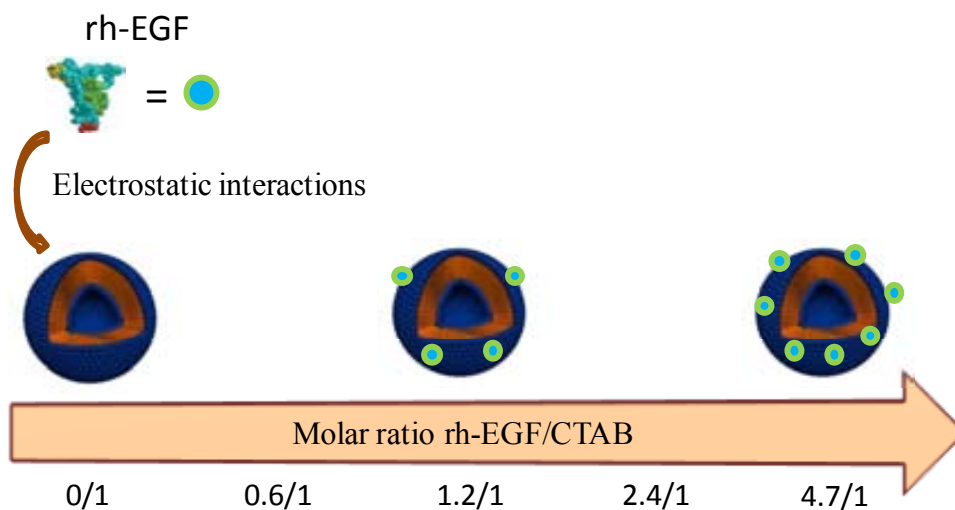 rh-EGF
=
Electrostatic interactions
Molar ratio rh-EGF/CTAB
0/1 0.6/1 1.2/1 2.4/1 4.7/1